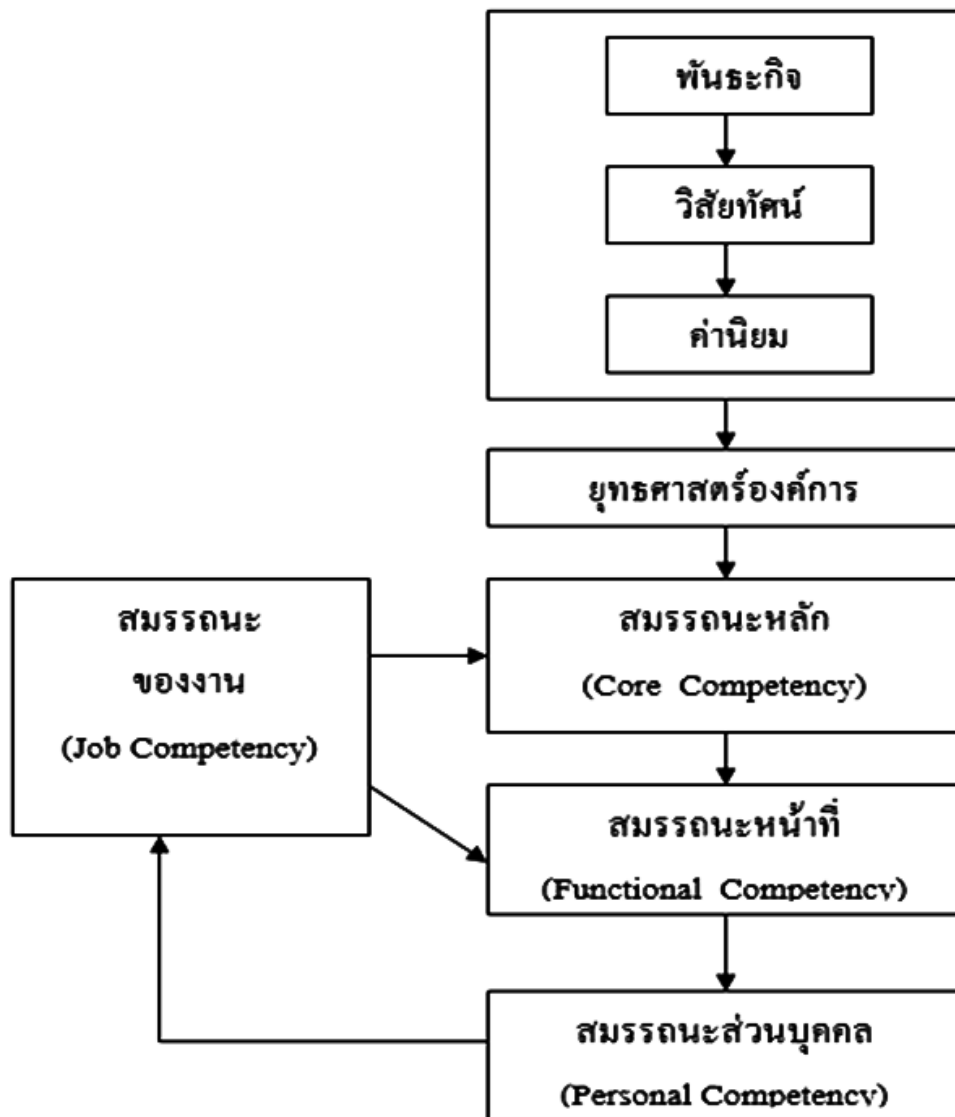 พันธะกิจ
วิสัยทัศน์
ค่านิยม
ยุทธศาสตร์องค์การ
สมรรถนะ
ของงาน
(Job Competency)
สมรรถนะหลัก
(Core Competency)
สมรรถนะหน้าที่
(Functional Competency)
สมรรถนะส่วนบุคคล
(Personal Competency)